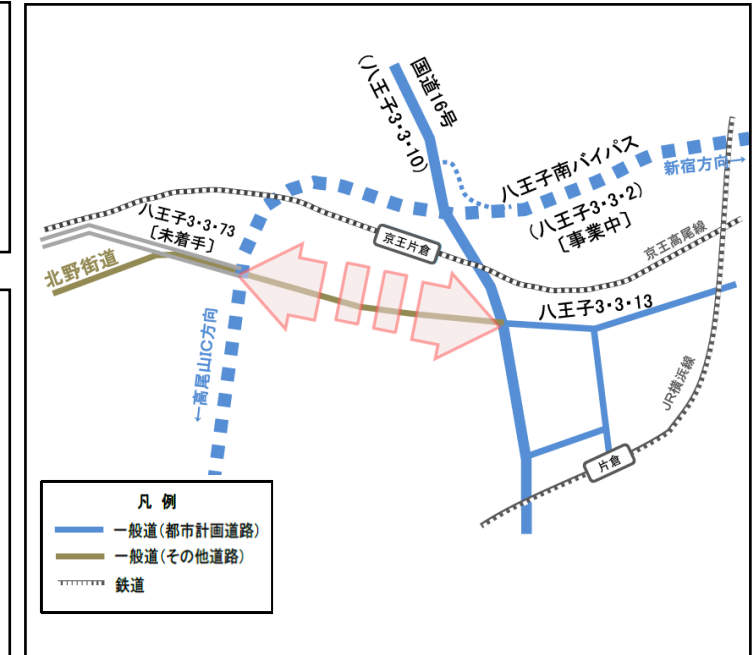 国道16号
(八王子3・3・10)
八王子南バイパス
(八王子3・3・2)
[事業中]
新宿方向→
八王子3・3・73
[未着手]
京王片倉
京王高尾線
北野街道
八王子3・3・13
←高尾山IC方向
JR横浜線
片倉
凡 例
一般道(都市計画道路)
一般道(その他道路)
鉄道